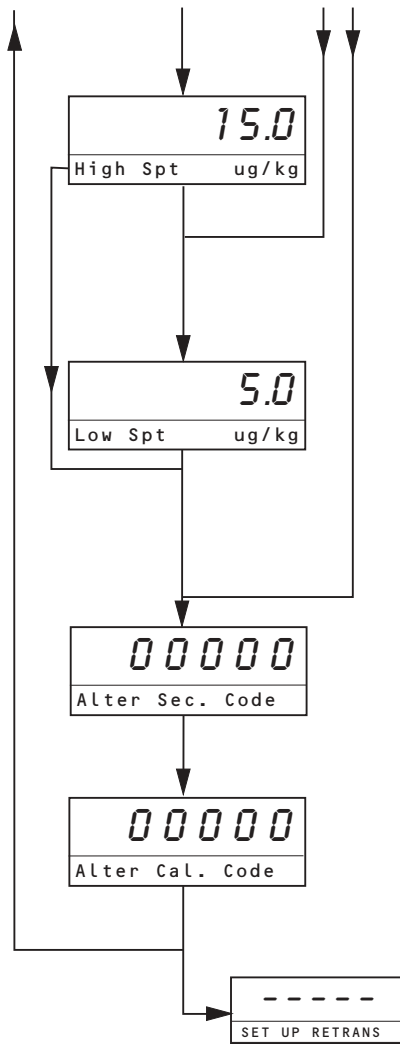 15.0
High Spt ug/kg
5.0
Low Spt ug/kg
00000
Alter Sec. Code
00000
Alter Cal. Code
-----
SET UP RETRANS